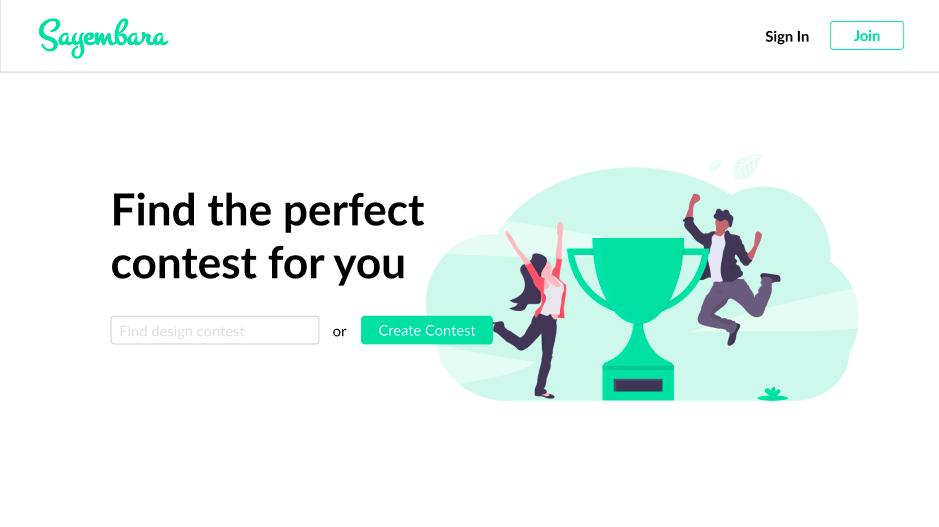 Sayembara
Sign In
Join
Find the perfect
contest for you
Find design contest
or
Create Contest